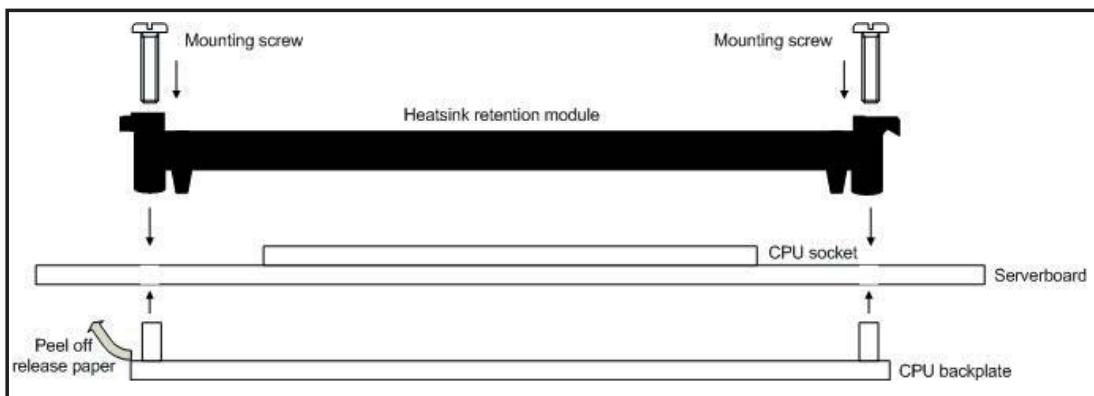 Mounting screw
Mounting screw
Heatsink retention module
CPU socket
Serverboard
Peel off
release paper
CPU backplate